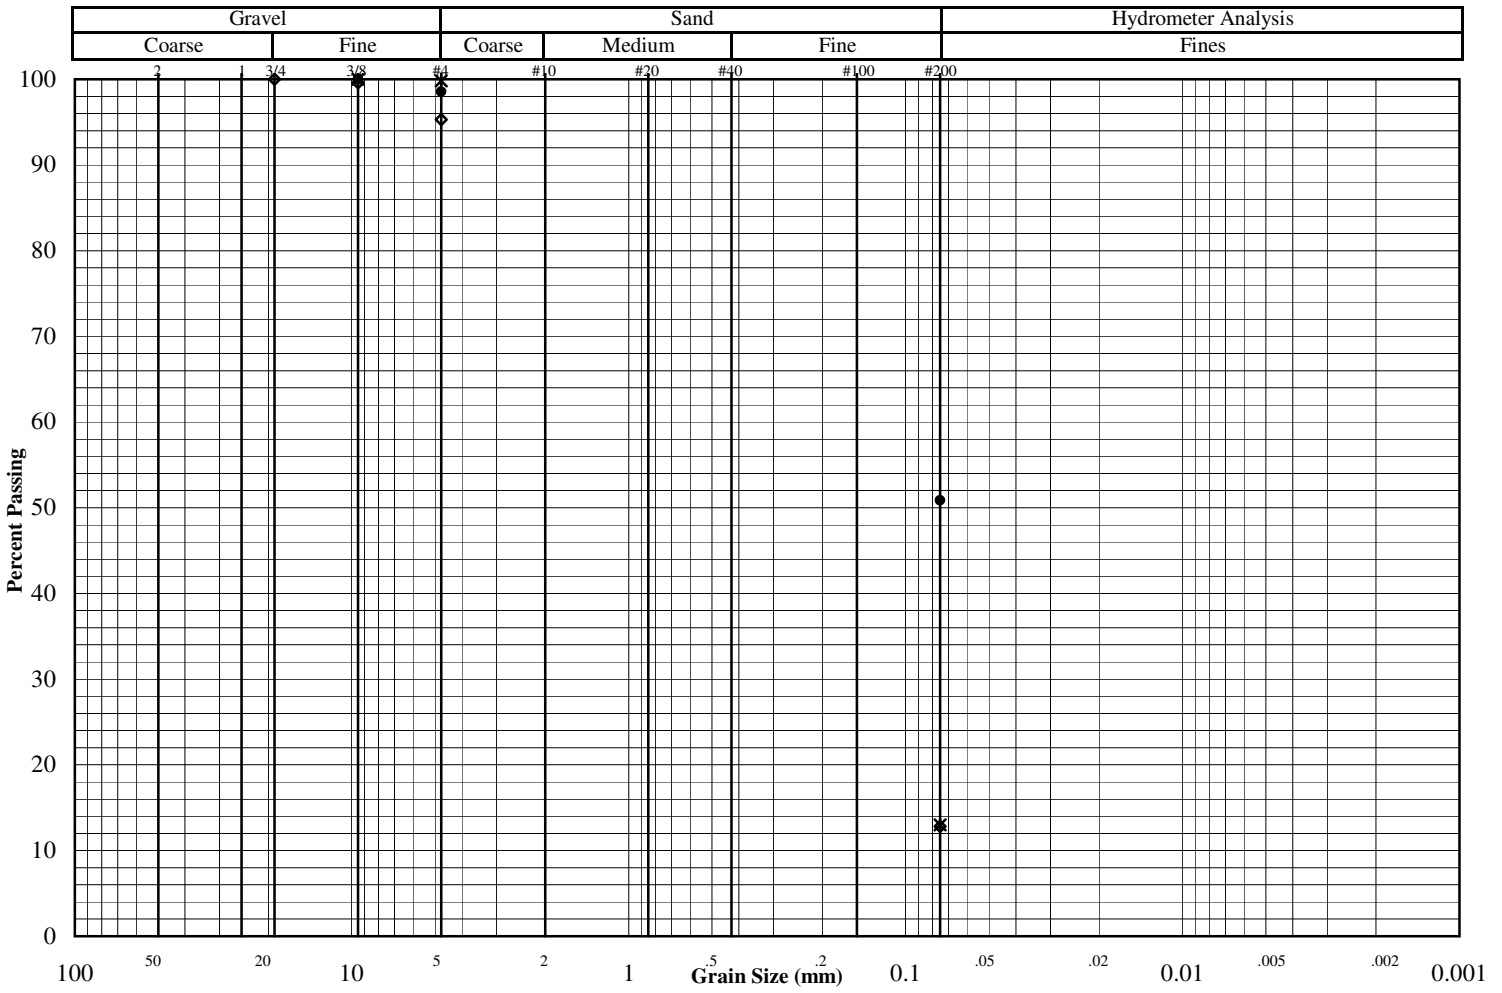 Gravel Sand Hydrometer Analysis
Coarse Fine Coarse Medium Fine Fines
2 1 3/4 3/8 #4 #10 #20 #40 #100 #200
100
90
80
70
60
50
40
30
20
10
0
Percent Passing
100 50 20 10 5 2 1 .5 .2 0.1 .05 .02 0.01 .005 .002 0.001
Grain Size (mm)